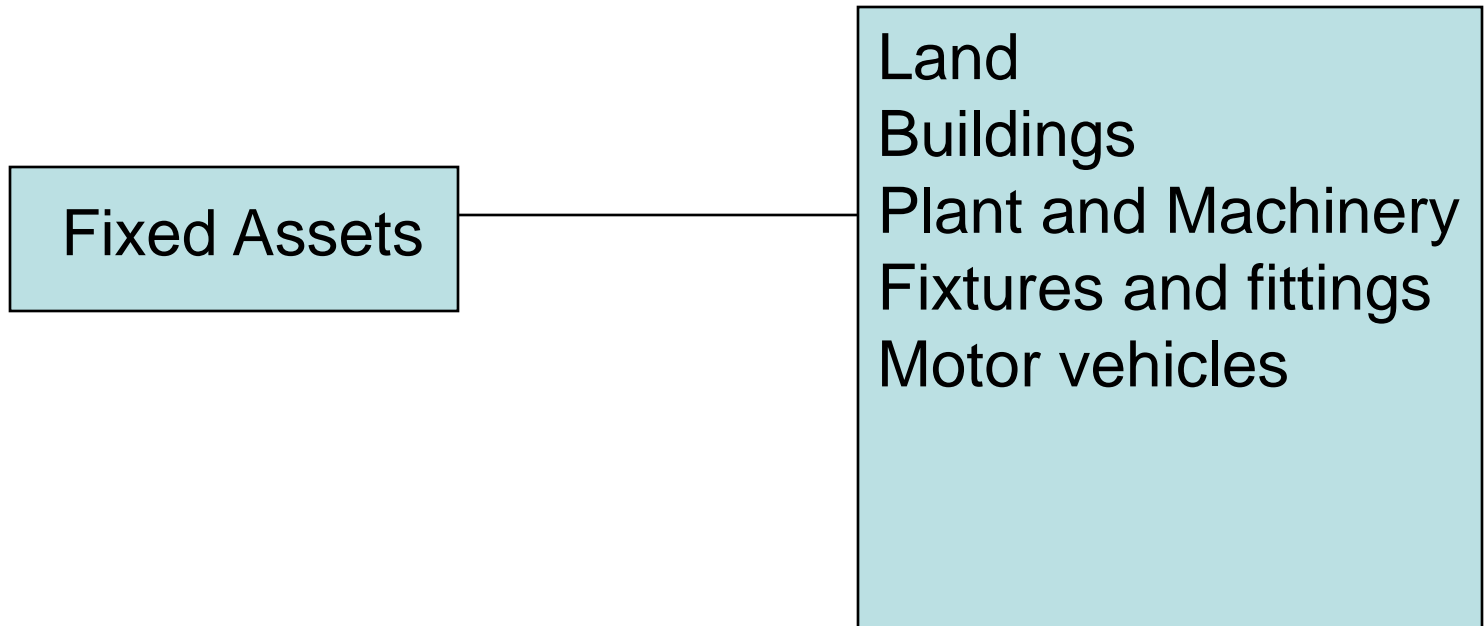 Fixed Assets
Land
Buildings
Plant and Machinery
Fixtures and fittings
Motor vehicles